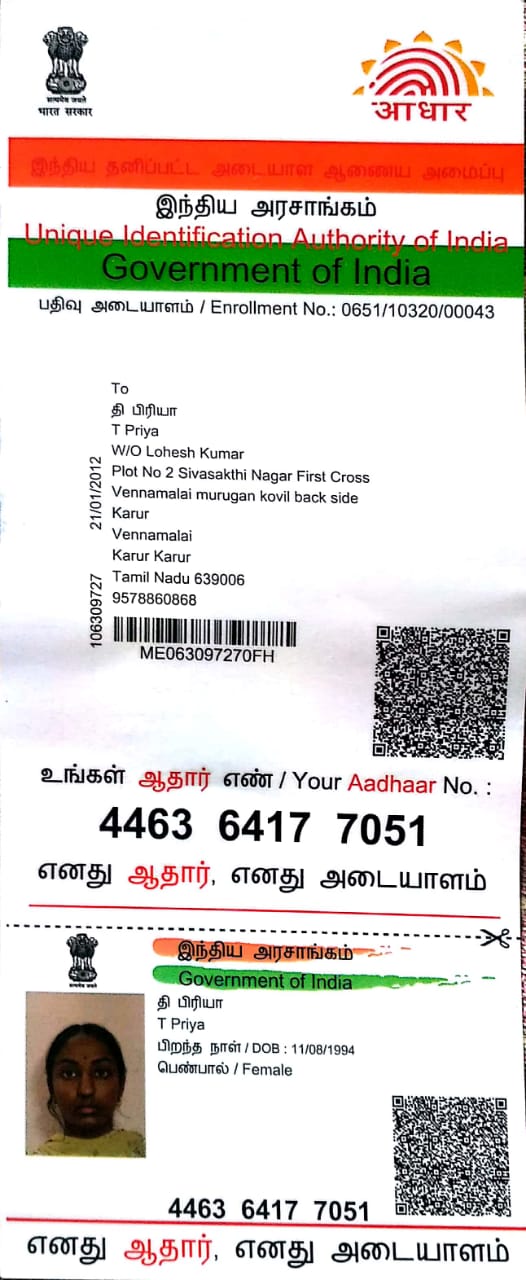 सत्यमेव जयते
भारत सरकार
आधार
இந்திய தனிப்பட்ட அடையாள ஆணைய அமைப்பு
இந்திய அரசாங்கம்
Unique Identification Authority of India
Government of India
பதிவு அடையாளம் / Enrollment No.: 0651/10320/00043
To
தி பிரியா
T Priya
W/O Lohesh Kumar
Plot No 2 Sivasakthi Nagar First Cross
Vennamalai murugan kovil back side
Karur
Vennamalai
Karur Karur
Tamil Nadu 639006
9578860868
21/01/2012
106309727
ME063097270FH
உங்கள் ஆதார் எண் / Your Aadhaar No. :
4463 6417 7051
எனது ஆதார், எனது அடையாளம்
இந்திய அரசாங்கம்
Government of India
தி பிரியா
T Priya
பிறந்த நாள் / DOB : 11/08/1994
பெண்பால் / Female
4463 6417 7051
எனது ஆதார், எனது அடையாளம்